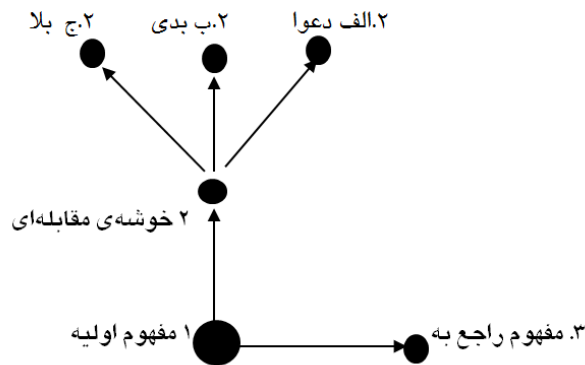 ۲.الف دعوا
۲.ب بدی
۲.ج بلا
۲ خوشه‌ی مقابله‌ای
۱ مفهوم اولیه
۳. مفهوم راجع به